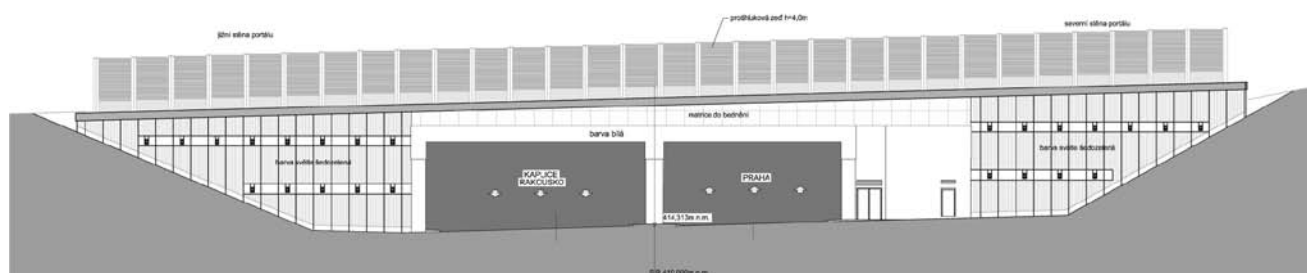 jižní stěna portálu
protihluková zeď h=4,0m
severní stěna portálu
matrice do bednění
barva bílá
barva světle šedozelená
barva světle šedozelená
KAPLICE
RAKOUSKO
PRAHA
414,313m n.m.